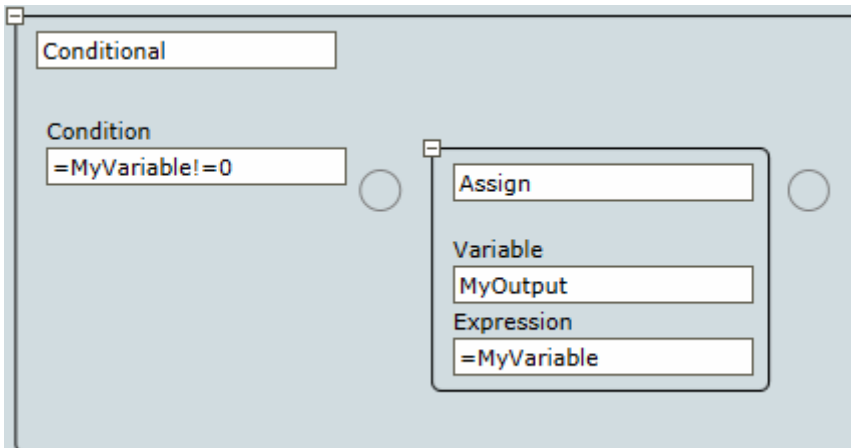 Conditional
Condition
=MyVariable!=0
Assign
Variable
MyOutput
Expression
=MyVariable